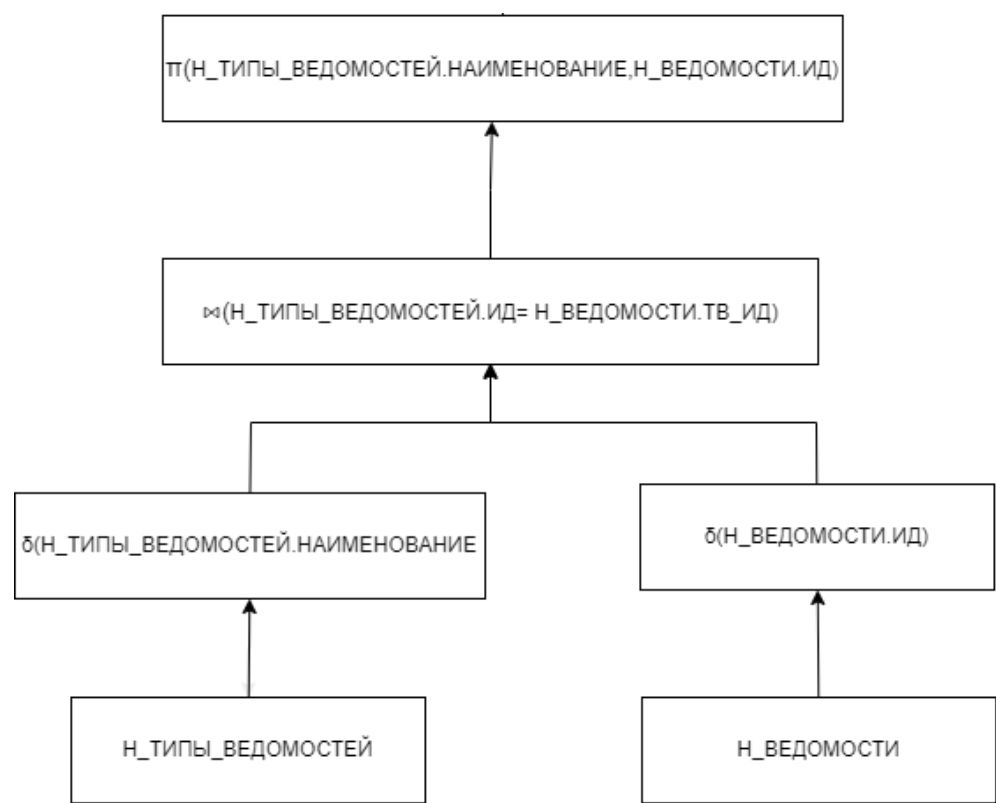 π(Н_ТИПЫ_ВЕДОМОСТЕЙ.НАИМЕНОВАНИЕ,Н_ВЕДОМОСТИ.ИД)
⋈(Н_ТИПЫ_ВЕДОМОСТЕЙ.ИД= Н_ВЕДОМОСТИ.ТВ_ИД)
δ(Н_ТИПЫ_ВЕДОМОСТЕЙ.НАИМЕНОВАНИЕ
δ(Н_ВЕДОМОСТИ.ИД)
Н_ТИПЫ_ВЕДОМОСТЕЙ
Н_ВЕДОМОСТИ